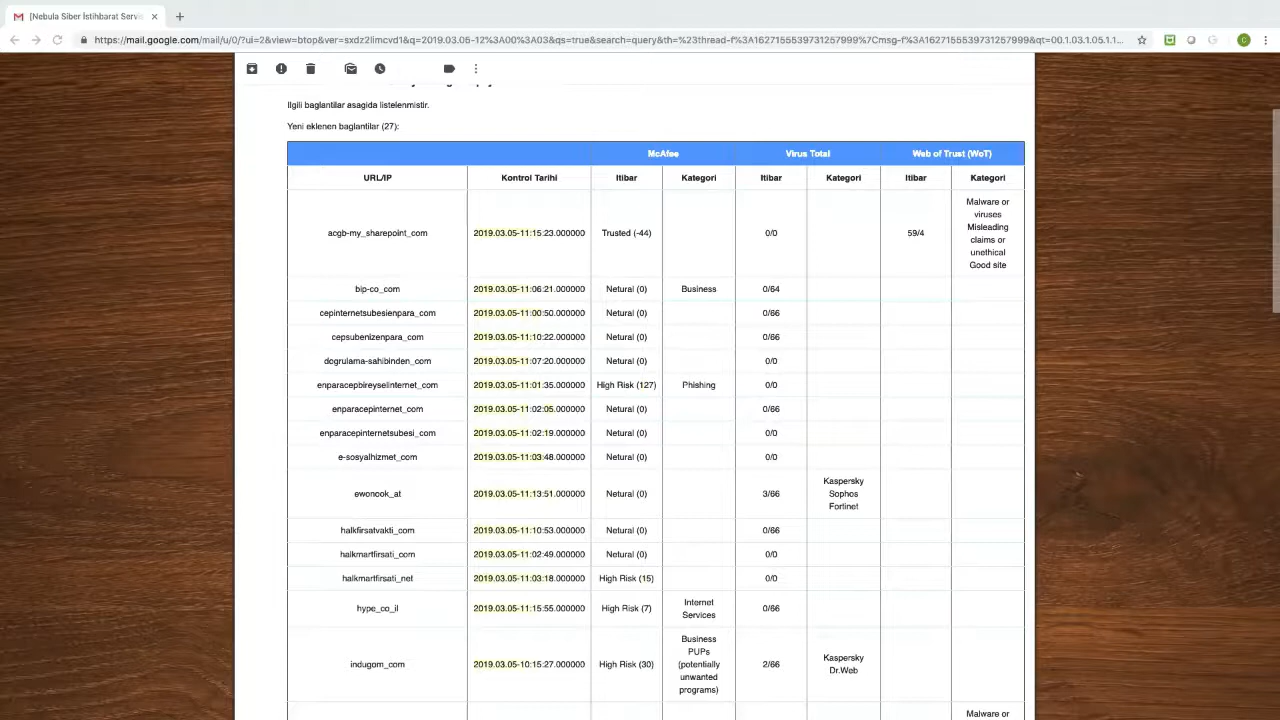 [Nebula Siber İstihbarat Servi
https://mail.google.com/mail/u/0/?ui=2&view=btop&ver=sxdz2limcvd1&q=2019.03.05-12%3A00%3A03&qs=true&search=query&th=%23thread-f%3A1627155539731257999%7Cmsg-f%3A1627155539731257999&qt=00.1.03.1.05.1.1...
Ilgili baglantilar asagida listelenmistir.
Yeni eklenen baglantilar (27):
McAfee Virus Total Web of Trust (WoT)
URL/IP Kontrol Tarihi Itibar Kategori Itibar Kategori Itibar Kategori
acgb-my_sharepoint_com 2019.03.05-11:15:23.000000 Trusted (-44) 0/0 59/4 Malware or
viruses
Misleading
claims or
unethical
Good site
bip-co_com 2019.03.05-11:06:21.000000 Netural (0) Business 0/64
cepinternetsubesienpara_com 2019.03.05-11:00:50.000000 Netural (0) 0/66
cepsubenizenpara_com 2019.03.05-11:10:22.000000 Netural (0) 0/66
dogrulama-sahibinden_com 2019.03.05-11:07:20.000000 Netural (0) 0/0
enparacepbireyselinternet_com 2019.03.05-11:01:35.000000 High Risk (127) Phishing 0/0
enparacepinternet_com 2019.03.05-11:02:05.000000 Netural (0) 0/66
enparacepinternetsubesi_com 2019.03.05-11:02:19.000000 Netural (0) 0/0
e-sosyalhizmet_com 2019.03.05-11:03:48.000000 Netural (0) 0/0
ewonook_at 2019.03.05-11:13:51.000000 Netural (0) 3/66 Kaspersky
Sophos
Fortinet
halkfirsatvakti_com 2019.03.05-11:10:53.000000 Netural (0) 0/66
halkmartfirsati_com 2019.03.05-11:02:49.000000 Netural (0) 0/0
halkmartfirsati_net 2019.03.05-11:03:18.000000 High Risk (15) 0/0
hype_co_il 2019.03.05-11:15:55.000000 High Risk (7) Internet
Services 0/66
indugom_com 2019.03.05-10:15:27.000000 High Risk (30) Business
PUPs
(potentially
unwanted
programs) 2/66 Kaspersky
Dr.Web
Malware or